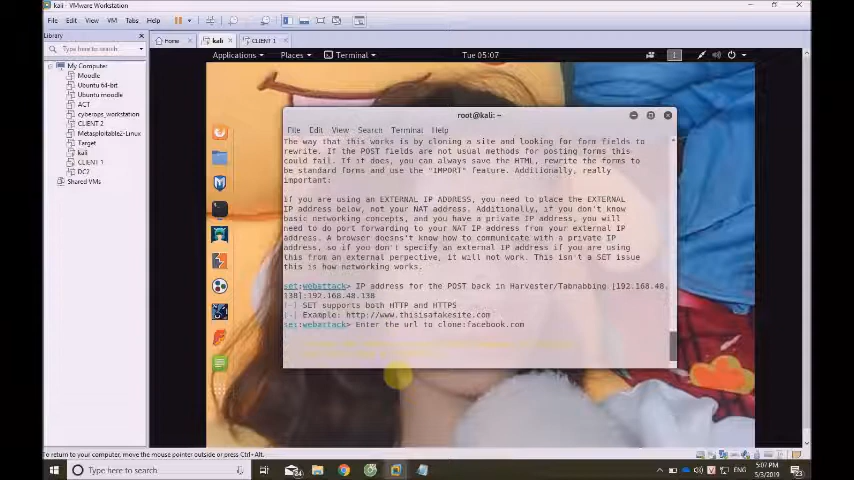 kali - VMware Workstation
File Edit View VM Tabs Help
Library
Type here to search
My Computer
Moodle
Ubuntu 64-bit
Ubuntu moodle
ACT
cyberops_workstation
CLIENT 2
Metasploitable2-Linux
Target
kali
CLIENT 1
DC2
Shared VMs
Home kali CLIENT 1
Applications Places Terminal Tue 05:07 1
root@kali: ~
File Edit View Search Terminal Help
The way that this works is by cloning a site and looking for form fields to
rewrite. If the POST fields are not usual methods for posting forms this
could fail. If it does, you can always save the HTML, rewrite the forms to
be standard forms and use the "IMPORT" feature. Additionally, really
important:
If you are using an EXTERNAL IP ADDRESS, you need to place the EXTERNAL
IP address below, not your NAT address. Additionally, if you don't know
basic networking concepts, and you have a private IP address, you will
need to do port forwarding to your NAT IP address from your external IP
address. A browser doesns't know how to communicate with a private IP
address, so if you don't specify an external IP address if you are using
this from an external perpective, it will not work. This isn't a SET issue
this is how networking works.
set:webattack> IP address for the POST back in Harvester/Tabnabbing [192.168.48.
138]:192.168.48.138
[-] SET supports both HTTP and HTTPS
[-] Example: http://www.thisisafakesite.com
set:webattack> Enter the url to clone:facebook.com
To return to your computer, move the mouse pointer outside or press Ctrl+Alt.
Type here to search
24
ENG
5:07 PM
5/3/2019
23